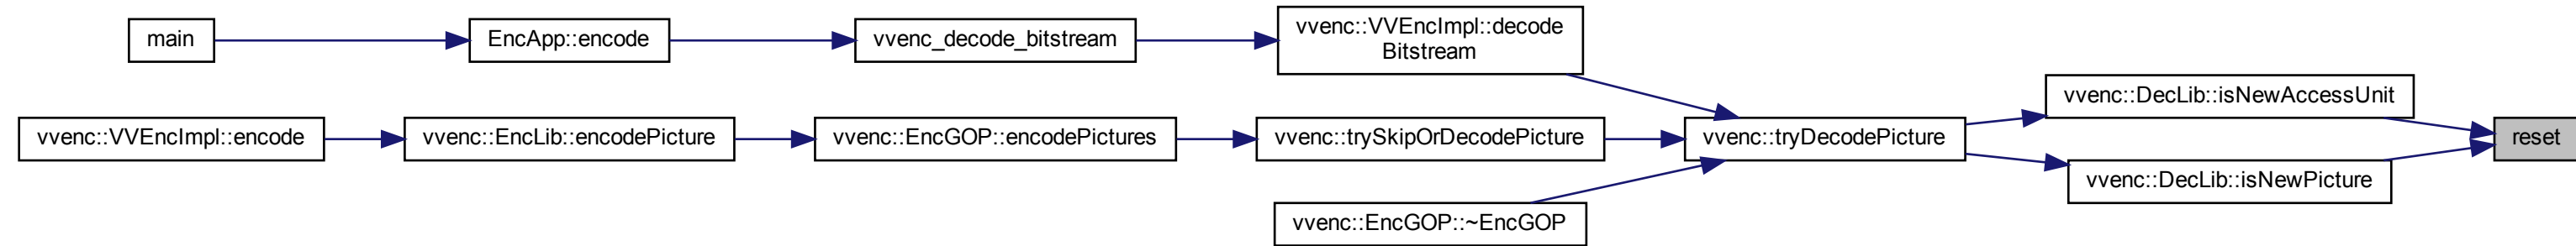 main
EncApp::encode
vvenc_decode_bitstream
vvenc::VVEncImpl::decode
Bitstream
vvenc::VVEncImpl::encode
vvenc::EncLib::encodePicture
vvenc::EncGOP::encodePictures
vvenc::trySkipOrDecodePicture
vvenc::EncGOP::~EncGOP
vvenc::tryDecodePicture
vvenc::DecLib::isNewAccessUnit
vvenc::DecLib::isNewPicture
reset